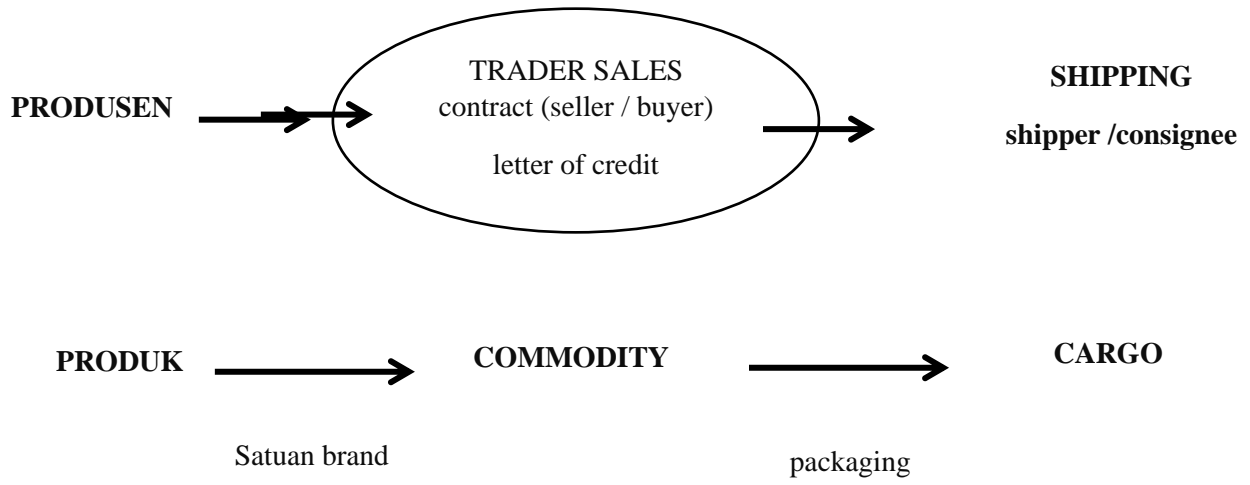 PRODUSEN
TRADER SALES
contract (seller / buyer)
letter of credit
SHIPPING
shipper /consignee
PRODUK
COMMODITY
CARGO
Satuan brand
packaging